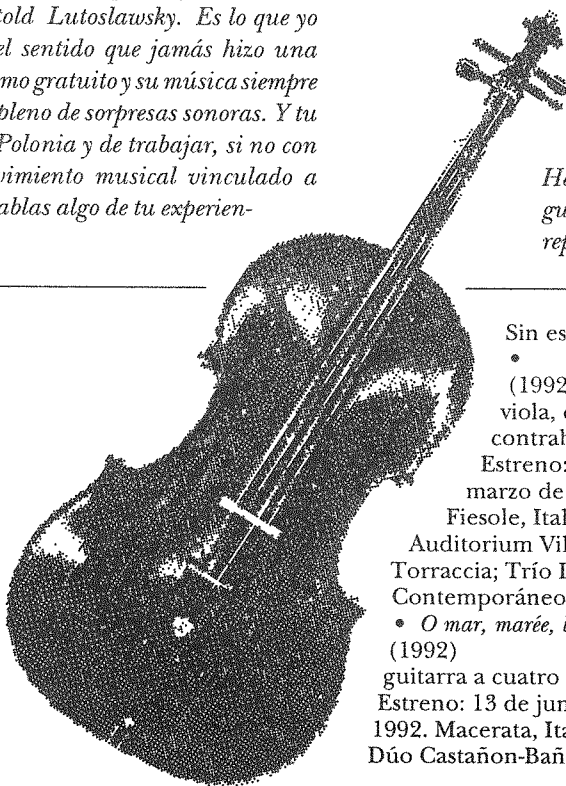 told Lutoslawsky. Es lo que yo
el sentido que jamás hizo una
mo gratuito y su música siempre
pleno de sorpresas sonoras. Y tu
Polonia y de trabajar, si no con
vimiento musical vinculado a
ablas algo de tu experien-
Sin es
•
(1992
viola,
contrab
Estreno:
marzo de
Fiesole, Ital
Auditorium Vil
Torraccia; Trío
Contemporáneo
• O mar, marée,
(1992)
guitarra a cuatro
Estreno: 13 de jun
1992. Macerata, Ita
Dúo Castañon-Bañ